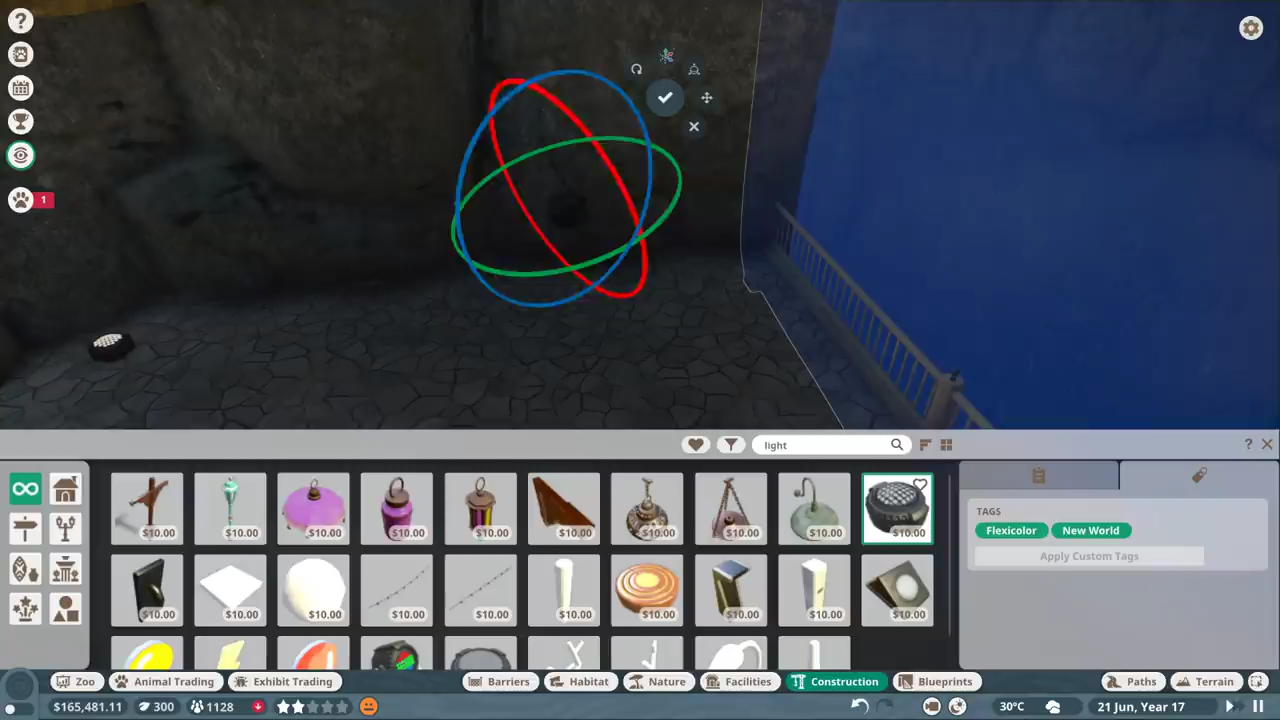 ?
1
light
?
$10.00 $10.00 $10.00 $10.00 $10.00 $10.00 $10.00 $10.00 $10.00 $10.00
TAGS
Flexicolor New World
Apply Custom Tags
$10.00 $10.00 $10.00 $10.00 $10.00 $10.00 $10.00 $10.00 $10.00 $10.00
Zoo Animal Trading Exhibit Trading Barriers Habitat Nature Facilities Construction Blueprints Paths Terrain
$165,481.11 300 1128 30°C 21 Jun, Year 17